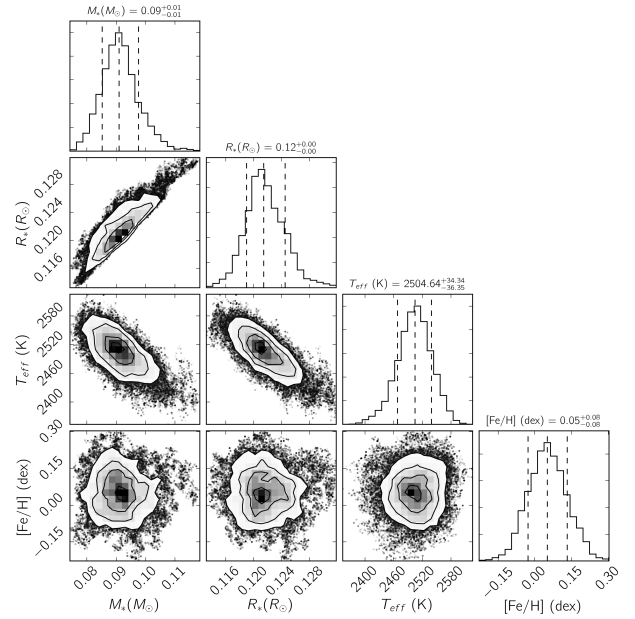 M∗(M⊙) = 0.09+0.01−0.01
R∗(R⊙) = 0.12+0.00−0.00
0.128
0.124
0.120
0.116
R∗(R⊙)
Teff (K) = 2504.64+34.34−36.35
2580
2520
2460
2400
Teff (K)
[Fe/H] (dex) = 0.05+0.08−0.08
0.30
0.15
0.00
−0.15
[Fe/H] (dex)
0.08 0.09 0.10 0.11
0.116 0.120 0.124 0.128
2400 2460 2520 2580
−0.15 0.00 0.15 0.30
M∗(M⊙) R∗(R⊙) Teff (K) [Fe/H] (dex)